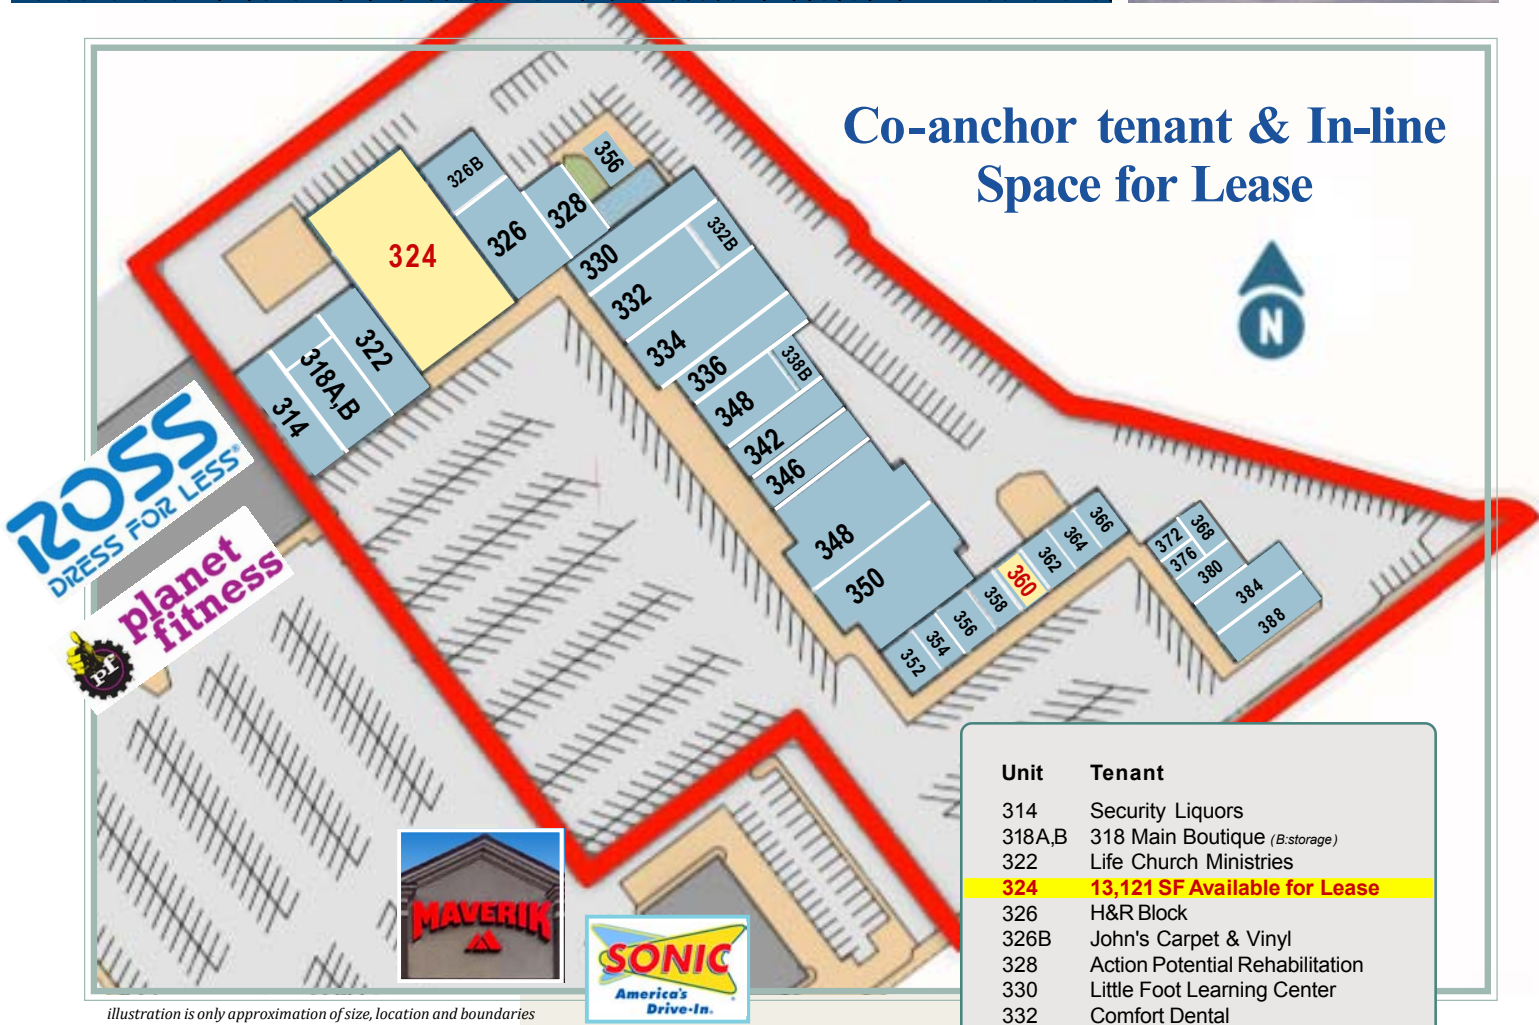 Co-anchor tenant & In-line
Space for Lease
N
326B
356
324
326
328
330
332B
332
334
322
318A,B
314
336
338B
348
342
346
348
350
ROSS
DRESS FOR LESS®
planet
fitness
pf
366
364
362
360
358
356
354
352
368
372
376
380
384
388
MAVERIK
SONIC
America's
Drive-In.
Unit Tenant
314 Security Liquors
318A,B 318 Main Boutique (B:storage)
322 Life Church Ministries
324 13,121 SF Available for Lease
326 H&R Block
326B John's Carpet & Vinyl
328 Action Potential Rehabilitation
330 Little Foot Learning Center
332 Comfort Dental
illustration is only approximation of size, location and boundaries